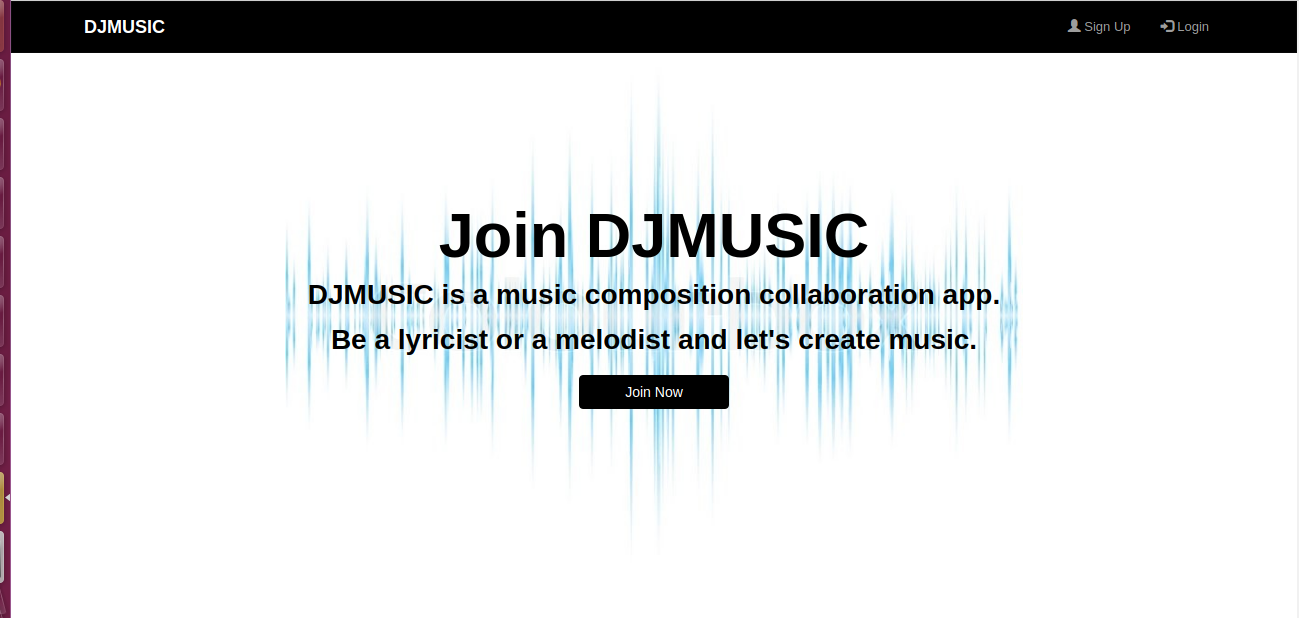 DJMUSIC
Sign Up
Login
Join DJMUSIC
DJMUSIC is a music composition collaboration app.
Be a lyricist or a melodist and let's create music.
Join Now